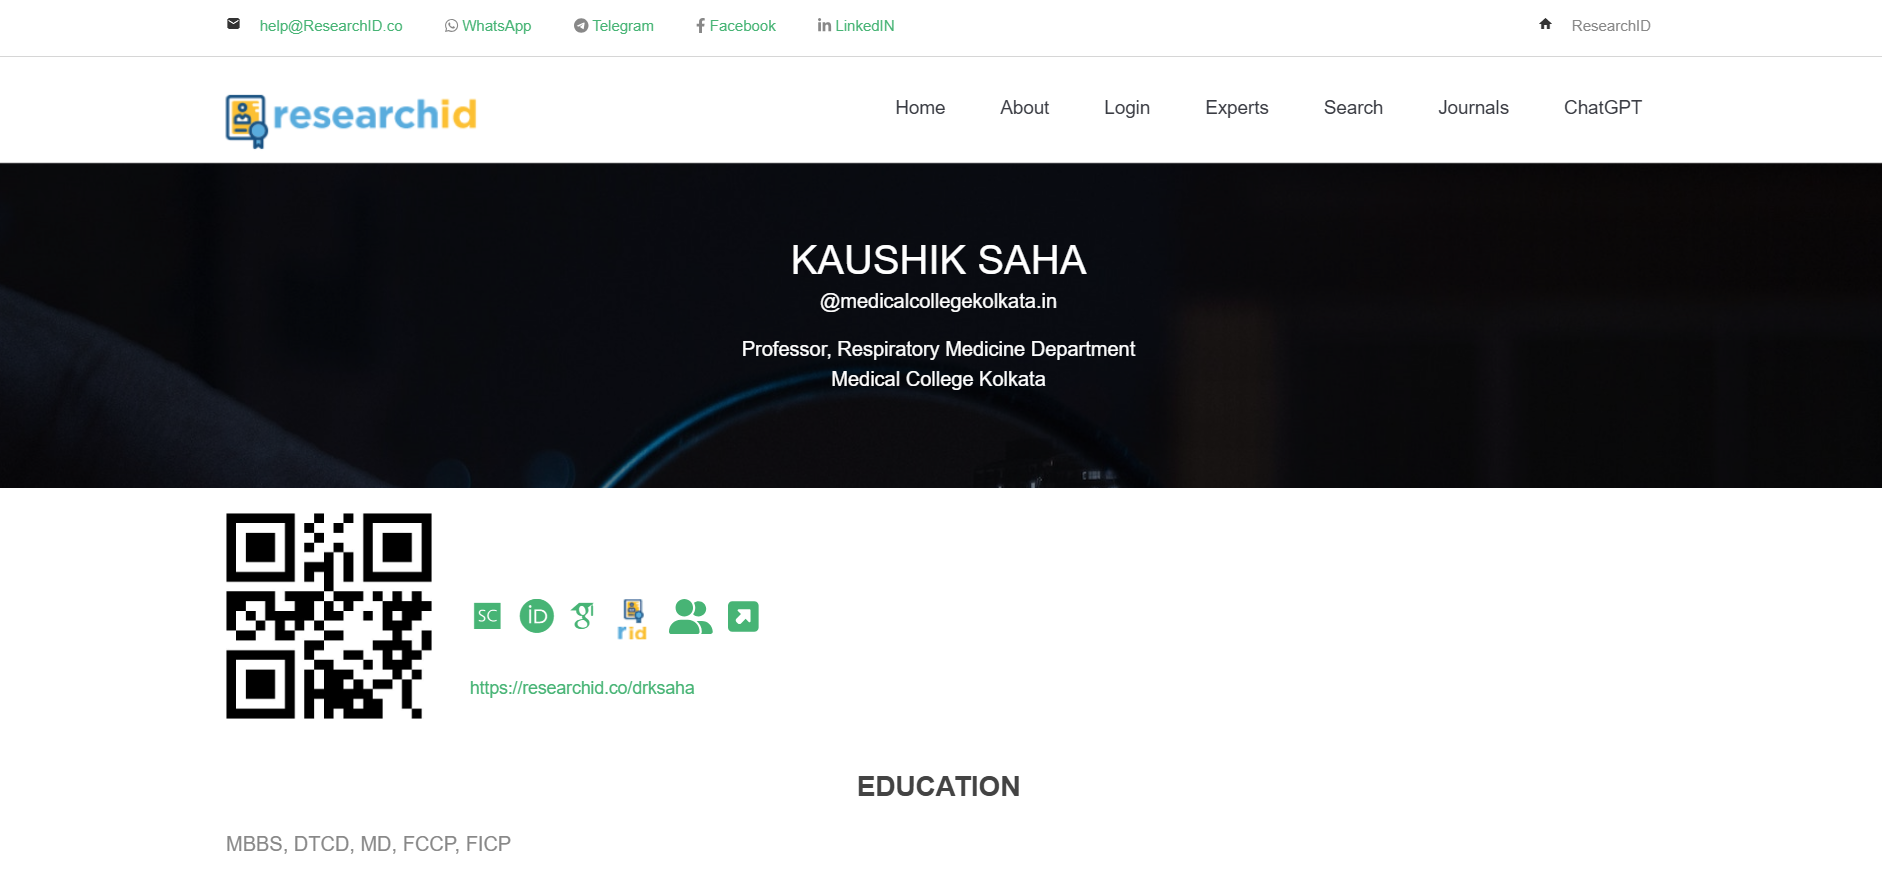 help@ResearchID.co WhatsApp Telegram Facebook LinkedIN ResearchID
researchid
Home About Login Experts Search Journals ChatGPT
KAUSHIK SAHA
@medicalcollegekolkata.in
Professor, Respiratory Medicine Department
Medical College Kolkata
SC iD g rid
https://researchid.co/drksaha
EDUCATION
MBBS, DTCD, MD, FCCP, FICP